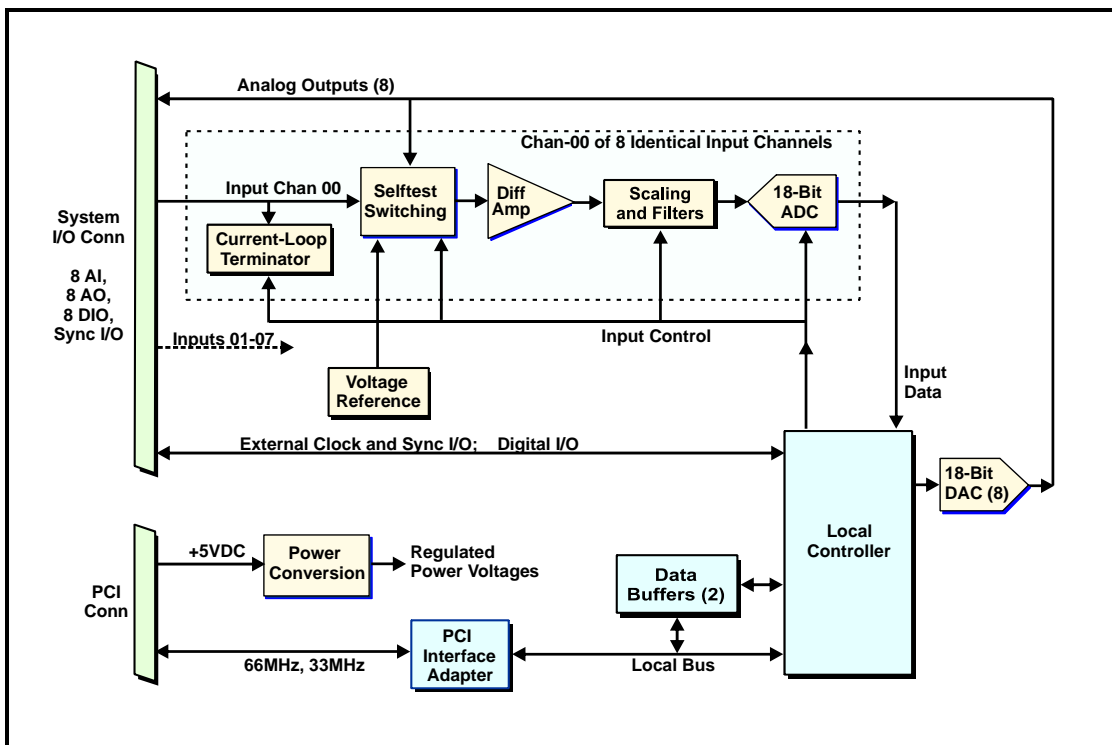 Analog Outputs (8)
Chan-00 of 8 Identical Input Channels
Input Chan 00
Selftest
Switching
Diff
Amp
Scaling
and Filters
18-Bit
ADC
System
I/O Conn
8 AI,
8 AO,
8 DIO,
Sync I/O
Current-Loop
Terminator
Inputs 01-07
Input Control
Voltage
Reference
Input
Data
External Clock and Sync I/O; Digital I/O
18-Bit
DAC (8)
Local
Controller
PCI
Conn
+5VDC
Power
Conversion
Regulated
Power Voltages
Data
Buffers (2)
66MHz, 33MHz
PCI
Interface
Adapter
Local Bus